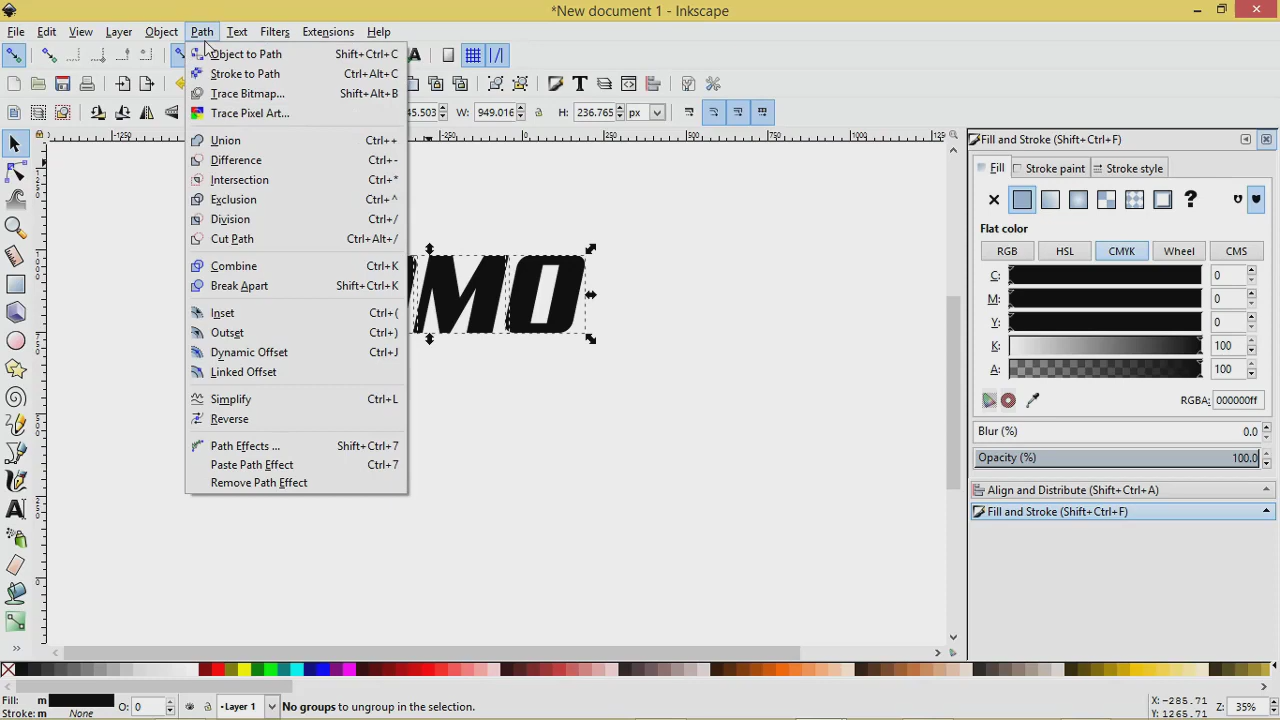 *New document 1 - Inkscape
File Edit View Layer Object Path Text Filters Extensions Help
Object to Path Shift+Ctrl+C
Stroke to Path Ctrl+Alt+C
Trace Bitmap... Shift+Alt+B
Trace Pixel Art...
45.503 W: 949.016 H: 236.765 px
Union Ctrl++
Difference Ctrl+-
Intersection Ctrl+*
Exclusion Ctrl+^
Division Ctrl+/
Cut Path Ctrl+Alt+/
Combine Ctrl+K
Break Apart Shift+Ctrl+K
Inset Ctrl+(
Outset Ctrl+)
Dynamic Offset Ctrl+J
Linked Offset
Simplify Ctrl+L
Reverse
Path Effects ... Shift+Ctrl+7
Paste Path Effect Ctrl+7
Remove Path Effect
MO
Fill and Stroke (Shift+Ctrl+F)
Fill Stroke paint Stroke style
Flat color
RGB HSL CMYK Wheel CMS
C: 0
M: 0
Y: 0
K: 100
A: 100
RGBA: 000000ff
Blur (%) 0.0
Opacity (%) 100.0
Align and Distribute (Shift+Ctrl+A)
Fill and Stroke (Shift+Ctrl+F)
Fill: m O: 0 Layer 1 No groups to ungroup in the selection. X: -285.71 Z: 35%
Stroke: m None Y: 1265.71